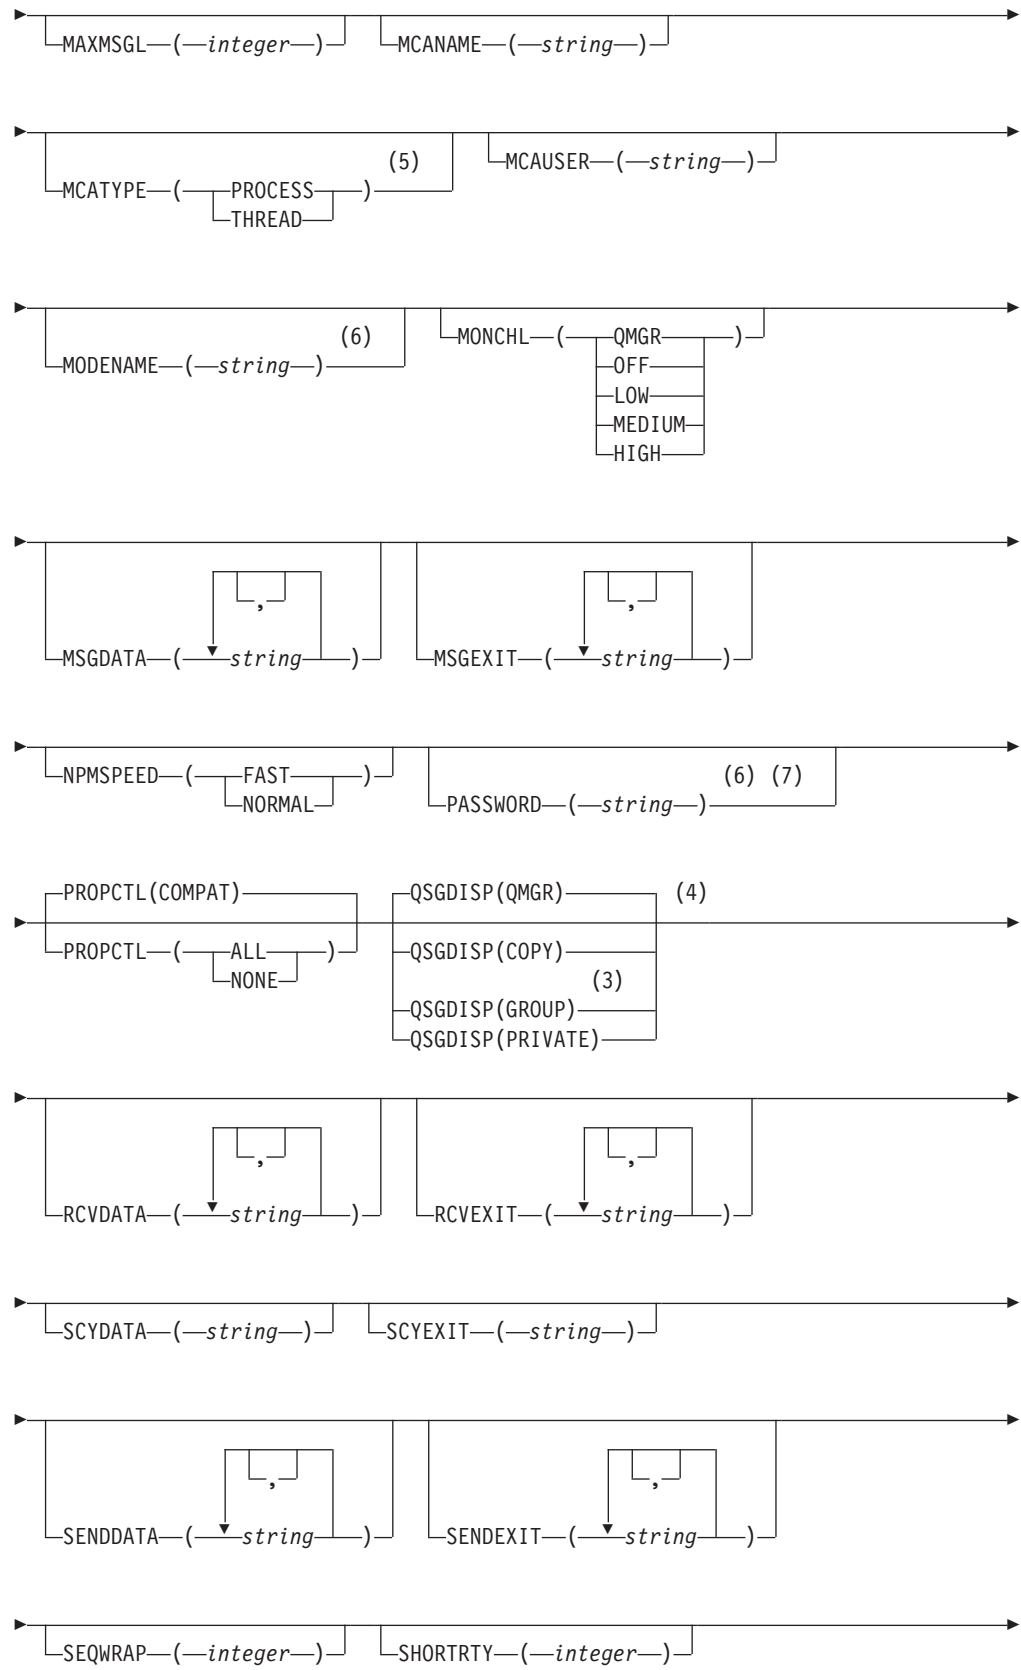 MAXMSGL ( integer ) MCANAME ( string )
(5) MCAUSER ( string )
MCATYPE ( PROCESS )
THREAD
(6) MONCHL ( QMGR )
MODENAME ( string ) OFF
LOW
MEDIUM
HIGH
, ,
MSGDATA ( string ) MSGEXIT ( string )
NPMSPEED ( FAST ) (6) (7)
NORMAL PASSWORD ( string )
PROPCTL(COMPAT) QSGDISP(QMGR) (4)
PROPCTL ( ALL ) QSGDISP(COPY)
NONE (3)
QSGDISP(GROUP)
QSGDISP(PRIVATE)
, ,
RCVDATA ( string ) RCVEXIT ( string )
SCYDATA ( string ) SCYEXIT ( string )
, ,
SENDDATA ( string ) SENDEXIT ( string )
SEQWRAP ( integer ) SHORTRTY ( integer )